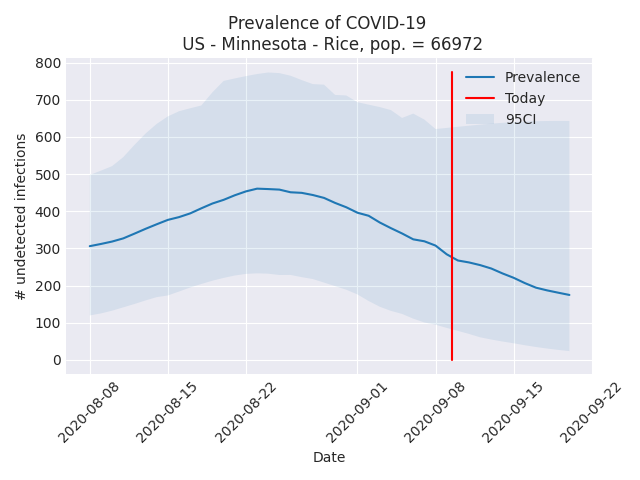 Prevalence of COVID-19
US - Minnesota - Rice, pop. = 66972
# undetected infections
800
700
600
500
400
300
200
100
0
Prevalence
Today
95CI
2020-08-08
2020-08-15
2020-08-22
2020-09-01
2020-09-08
2020-09-15
2020-09-22
Date